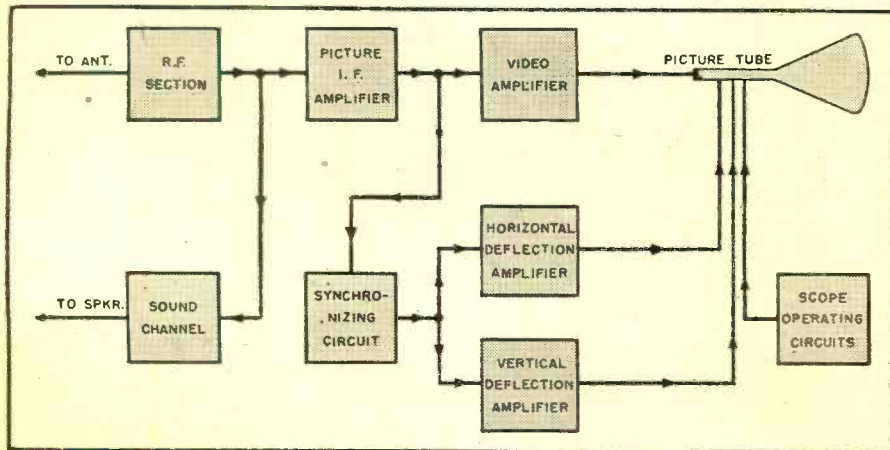 TO ANT.
R.F.
SECTION
PICTURE
I. F.
AMPLIFIER
VIDEO
AMPLIFIER
PICTURE TUBE
HORIZONTAL
DEFLECTION
AMPLIFIER
TO SPKR.
SOUND
CHANNEL
SYNCHRO-
NIZING
CIRCUIT
SCOPE
OPERATING
CIRCUITS
VERTICAL
DEFLECTION
AMPLIFIER